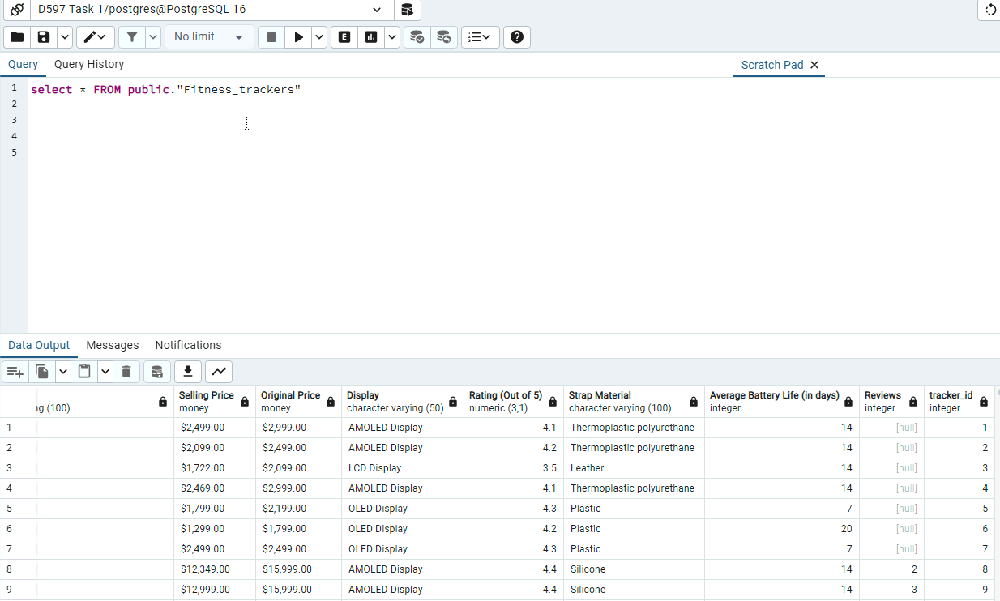 D597 Task 1/postgres@PostgreSQL 16
No limit
E
Query Query History
Scratch Pad
1 select * FROM public."Fitness_trackers"
2
3
4
5
Data Output Messages Notifications
Selling Price Original Price Display Rating (Out of 5) Strap Material Average Battery Life (in days) Reviews tracker_id
(100) money money character varying (50) numeric (3,1) character varying (100) integer integer integer
1 $2,499.00 $2,999.00 AMOLED Display 4.1 Thermoplastic polyurethane 14 [null] 1
2 $2,099.00 $2,499.00 AMOLED Display 4.2 Thermoplastic polyurethane 14 [null] 2
3 $1,722.00 $2,099.00 LCD Display 3.5 Leather 14 [null] 3
4 $2,469.00 $2,999.00 AMOLED Display 4.1 Thermoplastic polyurethane 14 [null] 4
5 $1,799.00 $2,199.00 OLED Display 4.3 Plastic 7 [null] 5
6 $1,299.00 $1,799.00 OLED Display 4.2 Plastic 20 [null] 6
7 $2,499.00 $2,499.00 OLED Display 4.3 Plastic 7 [null] 7
8 $12,349.00 $15,999.00 AMOLED Display 4.4 Silicone 14 2 8
9 $12,999.00 $15,999.00 AMOLED Display 4.4 Silicone 14 3 9